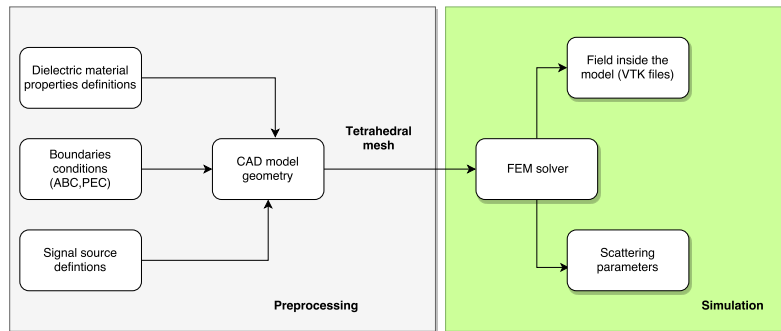 Dielectric material
properties definitions
Boundaries
conditions
(ABC,PEC)
Signal source
defintions
CAD model
geometry
Tetrahedral
mesh
Preprocessing
FEM solver
Field inside the
model (VTK files)
Scattering
parameters
Simulation